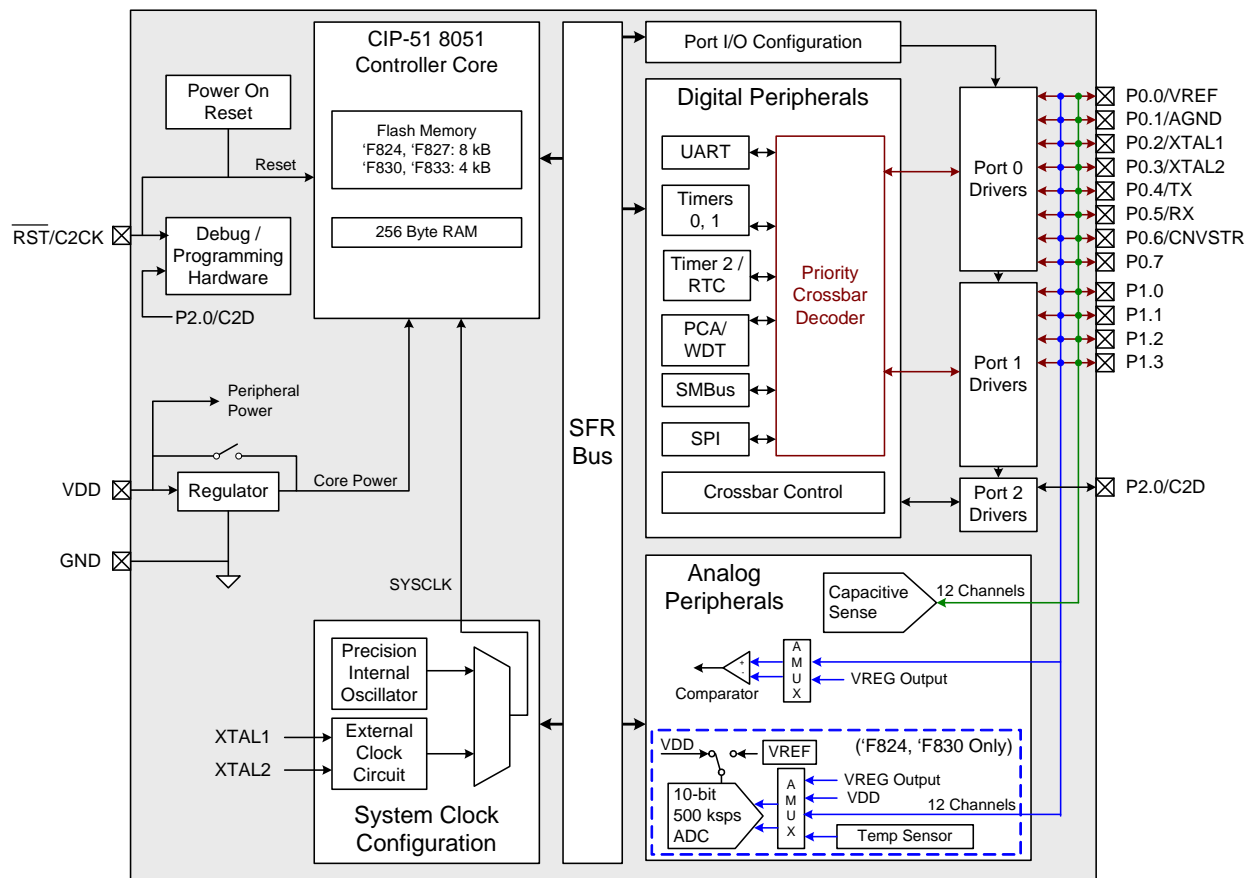 CIP-51 8051
Controller Core
Flash Memory
‘F824, ‘F827: 8 kB
‘F830, ‘F833: 4 kB
256 Byte RAM
Power On
Reset
Reset
RST/C2CK
Debug /
Programming
Hardware
P2.0/C2D
Peripheral
Power
VDD
Regulator
Core Power
GND
SYSCLK
Precision
Internal
Oscillator
XTAL1
XTAL2
External
Clock
Circuit
System Clock
Configuration
SFR
Bus
Port I/O Configuration
Digital Peripherals
UART
Timers
0, 1
Timer 2 /
RTC
PCA/
WDT
SMBus
SPI
Priority
Crossbar
Decoder
Crossbar Control
Port 0
Drivers
Port 1
Drivers
Port 2
Drivers
P0.0/VREF
P0.1/AGND
P0.2/XTAL1
P0.3/XTAL2
P0.4/TX
P0.5/RX
P0.6/CNVSTR
P0.7
P1.0
P1.1
P1.2
P1.3
P2.0/C2D
Analog
Peripherals
Capacitive
Sense
12 Channels
A
M
U
X
+
-
Comparator
VREG Output
(‘F824, ‘F830 Only)
VDD
VREF
10-bit
500 ksps
ADC
A
M
U
X
VREG Output
VDD
12 Channels
Temp Sensor